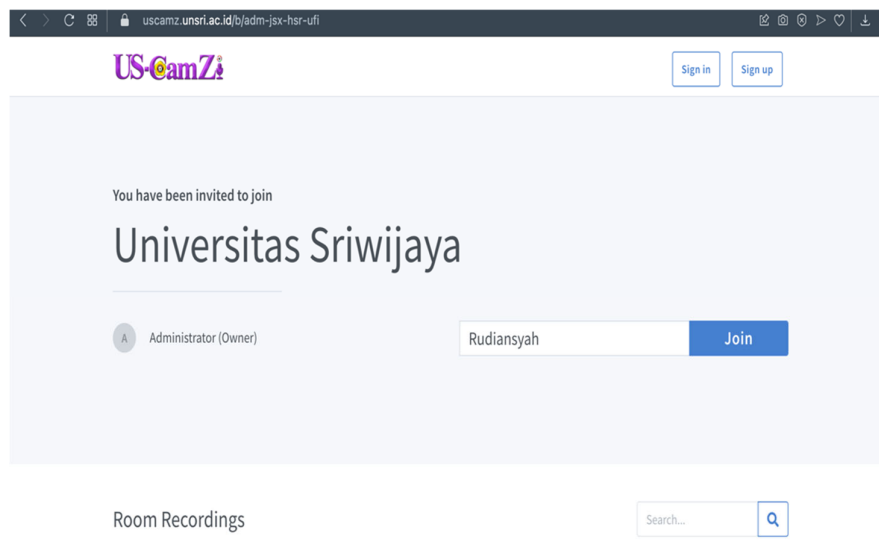 uscamz.unsri.ac.id/b/adm-jsx-hsr-ufi
US-CamZi
Sign in
Sign up
You have been invited to join
Universitas Sriwijaya
A
Administrator (Owner)
Rudiansyah
Join
Room Recordings
Search...